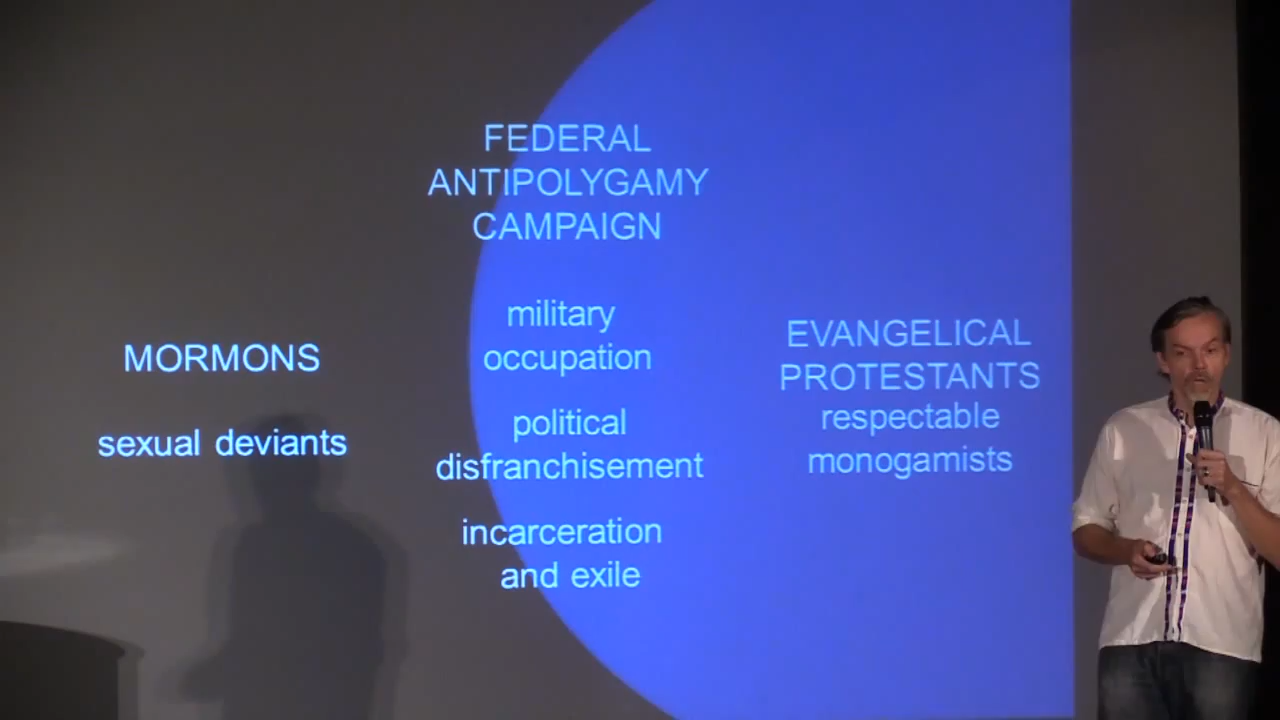 FEDERAL
ANTIPOLYGAMY
CAMPAIGN
military
occupation
political
disfranchisement
incarceration
and exile
MORMONS
sexual deviants
EVANGELICAL
PROTESTANTS
respectable
monogamists